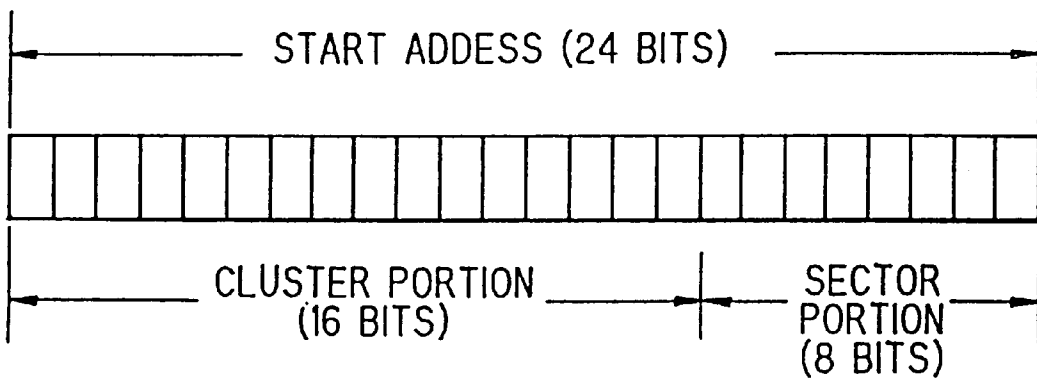 START ADDESS (24 BITS)
CLUSTER PORTION
(16 BITS)
SECTOR
PORTION
(8 BITS)